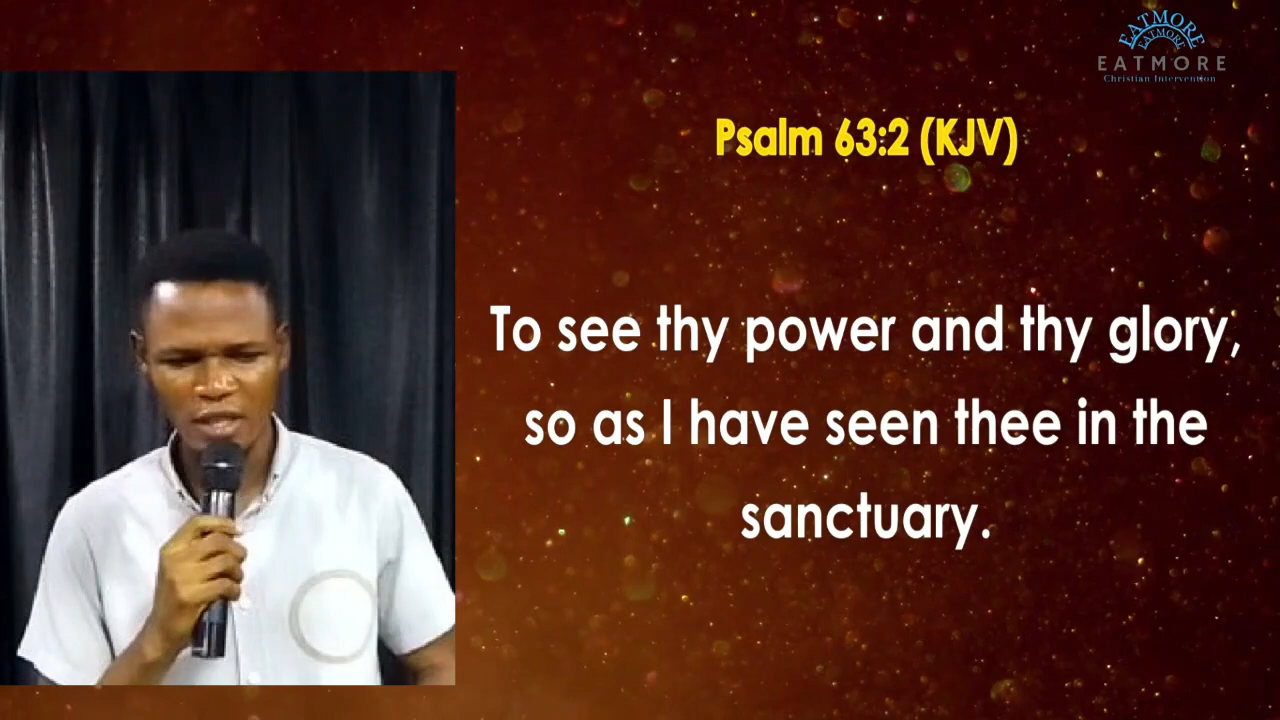 EATMORE
EATMORE
EATMORE
Christian Intervention
Psalm 63:2 (KJV)
To see thy power and thy glory,
so as I have seen thee in the
sanctuary.